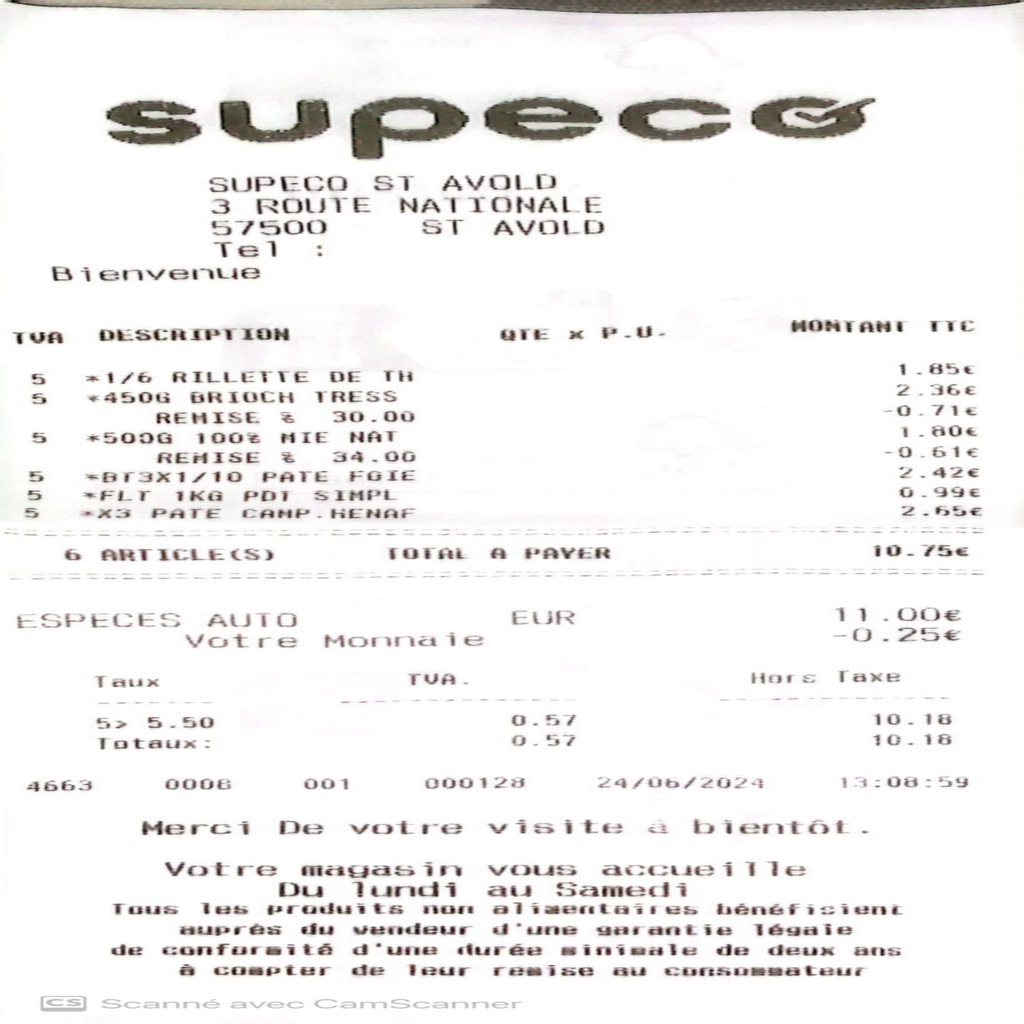 supeco
SUPECO ST AVOLD
3 ROUTE NATIONALE
57500 ST AVOLD
Tel :
Bienvenue
TVA DESCRIPTION QTE x P.U. MONTANT TTC
5 *1/6 RILLETTE DE TH 1.85€
5 *450G BRIOCH TRESS 2.36€
REMISE % 30.00 -0.71€
5 *500G 100% MIE NAT 1.80€
REMISE % 34.00 -0.61€
5 *BT3X1/10 PATE FOIE 2.42€
5 *FLT 1KG PDT SIMPL 0.99€
5 *X3 PATE CAMP.HENAF 2.65€
6 ARTICLE(S) TOTAL A PAYER 10.75€
ESPECES AUTO EUR 11.00€
Votre Monnaie -0.25€
Taux TVA. Hors Taxe
5> 5.50 0.57 10.18
Totaux: 0.57 10.18
4663 0008 001 000128 24/06/2024 13:08:59
Merci De votre visite à bientôt.
Votre magasin vous accueille
Du lundi au Samedi
Tous les produits non alimentaires bénéficient
auprès du vendeur d'une garantie légale
de conformité d'une durée minimale de deux ans
à compter de leur remise au consommateur
CS Scanné avec CamScanner